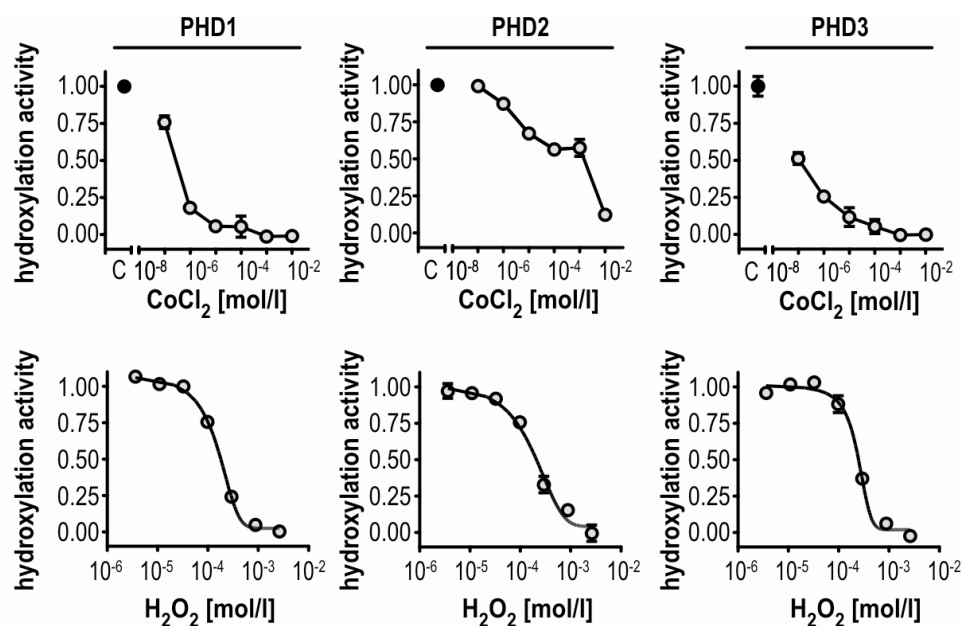 PHD1 PHD2 PHD3
hydroxylation activity hydroxylation activity hydroxylation activity
1.00 1.00 1.00
0.75 0.75 0.75
0.50 0.50 0.50
0.25 0.25 0.25
0.00 0.00 0.00
C 10⁻⁸ 10⁻⁶ 10⁻⁴ 10⁻² C 10⁻⁸ 10⁻⁶ 10⁻⁴ 10⁻² C 10⁻⁸ 10⁻⁶ 10⁻⁴ 10⁻²
CoCl₂ [mol/l] CoCl₂ [mol/l] CoCl₂ [mol/l]
hydroxylation activity hydroxylation activity hydroxylation activity
1.00 1.00 1.00
0.75 0.75 0.75
0.50 0.50 0.50
0.25 0.25 0.25
0.00 0.00 0.00
10⁻⁶ 10⁻⁵ 10⁻⁴ 10⁻³ 10⁻² 10⁻⁶ 10⁻⁵ 10⁻⁴ 10⁻³ 10⁻² 10⁻⁶ 10⁻⁵ 10⁻⁴ 10⁻³ 10⁻²
H₂O₂ [mol/l] H₂O₂ [mol/l] H₂O₂ [mol/l]